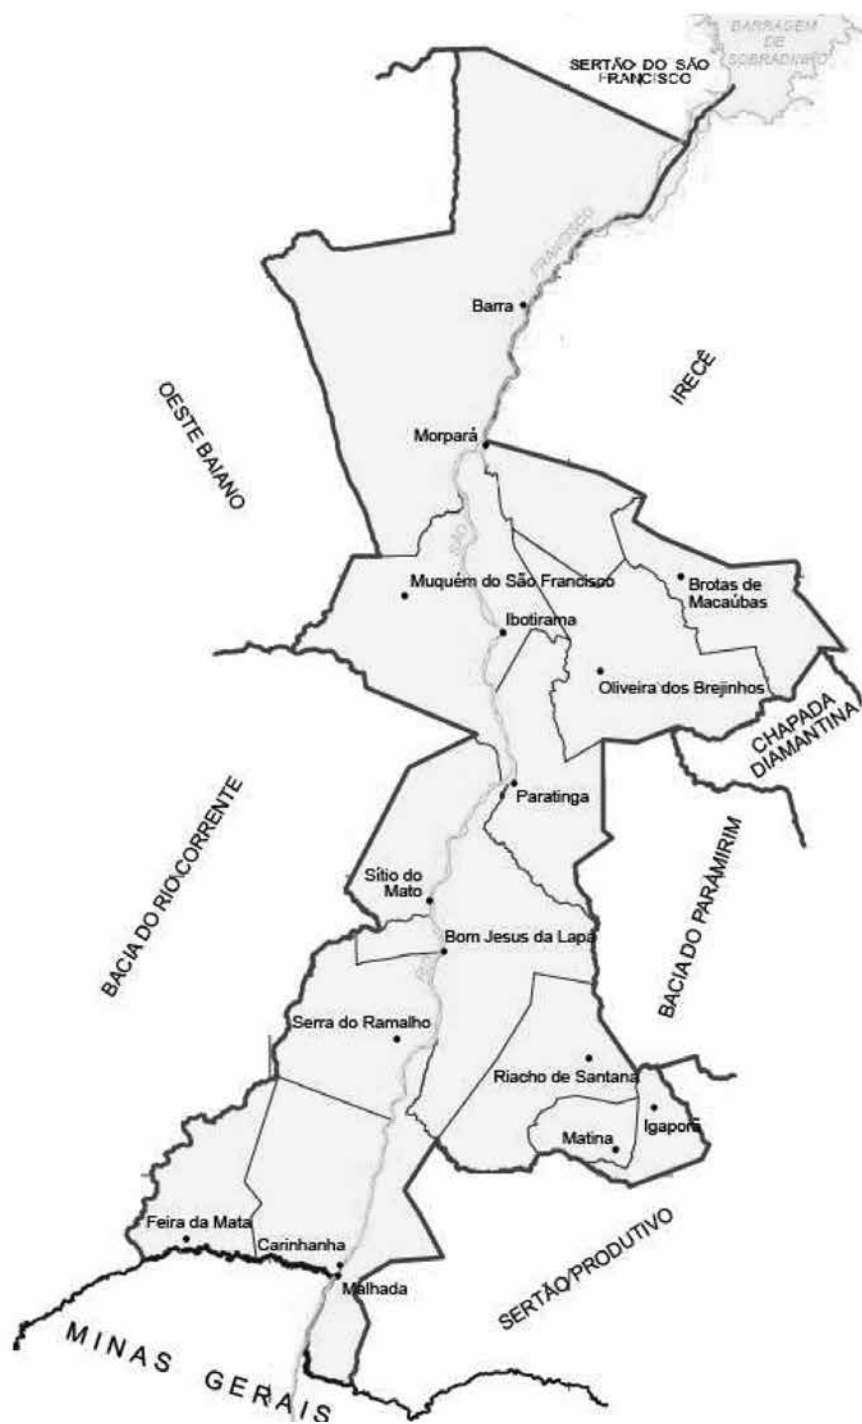 BARRAGEM
DE
SOBRADINHO
SERTÃO DO SÃO
FRANCISCO
FRANCISCO
Barra
IRECÊ
OESTE BAIANO
Morpará
SÃO
Muquém do São Francisco
Brotas de
Macaúbas
Ibotirama
Oliveira dos Brejinhos
CHAPADA
DIAMANTINA
Paratinga
BACIA DO RIO CORRENTE
BACIA DO PARAMIRIM
Sítio do
Mato
Bom Jesus da Lapa
Serra do Ramalho
Riacho de Santana
Igaporã
Matina
Feira da Mata
Carinhanha
Malhada
SERTÃO PRODUTIVO
MINAS GERAIS